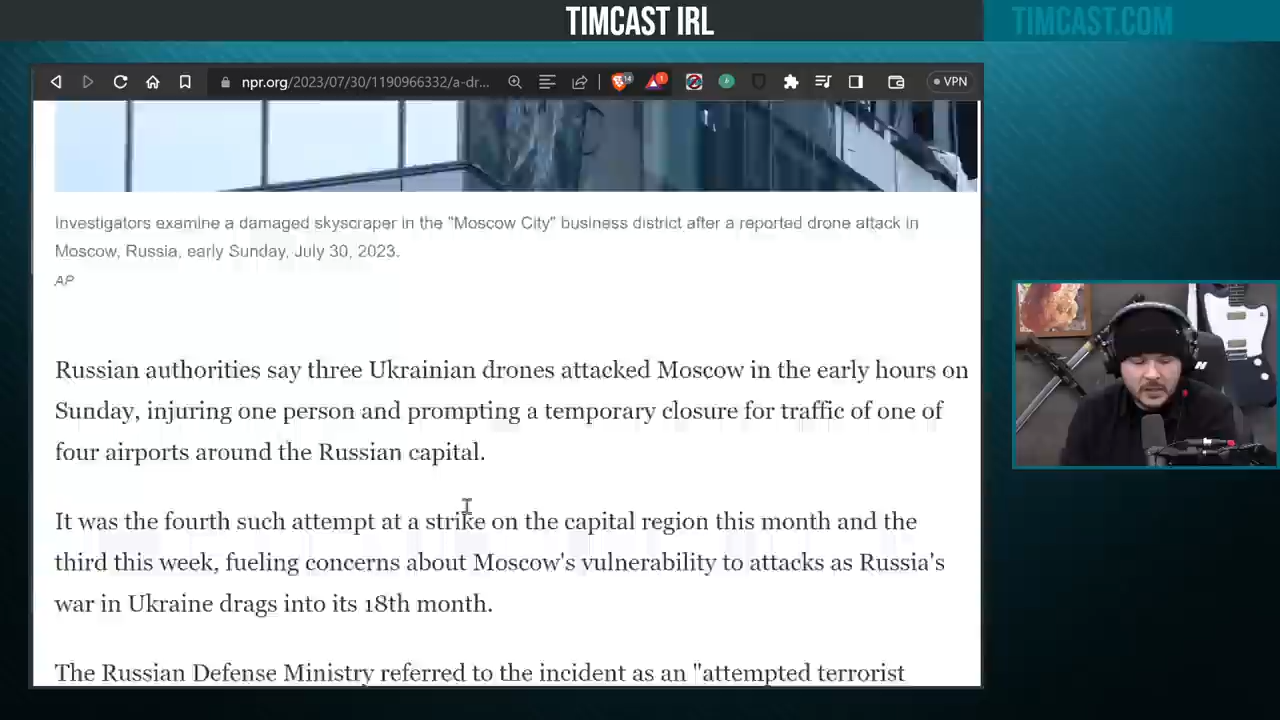 TIMCAST IRL
TIMCAST.COM
npr.org/2023/07/30/1190966332/a-dr...
14
1
VPN
Investigators examine a damaged skyscraper in the "Moscow City" business district after a reported drone attack in
Moscow, Russia, early Sunday, July 30, 2023.
AP
Russian authorities say three Ukrainian drones attacked Moscow in the early hours on
Sunday, injuring one person and prompting a temporary closure for traffic of one of
four airports around the Russian capital.
It was the fourth such attempt at a strike on the capital region this month and the
third this week, fueling concerns about Moscow's vulnerability to attacks as Russia's
war in Ukraine drags into its 18th month.
The Russian Defense Ministry referred to the incident as an "attempted terrorist